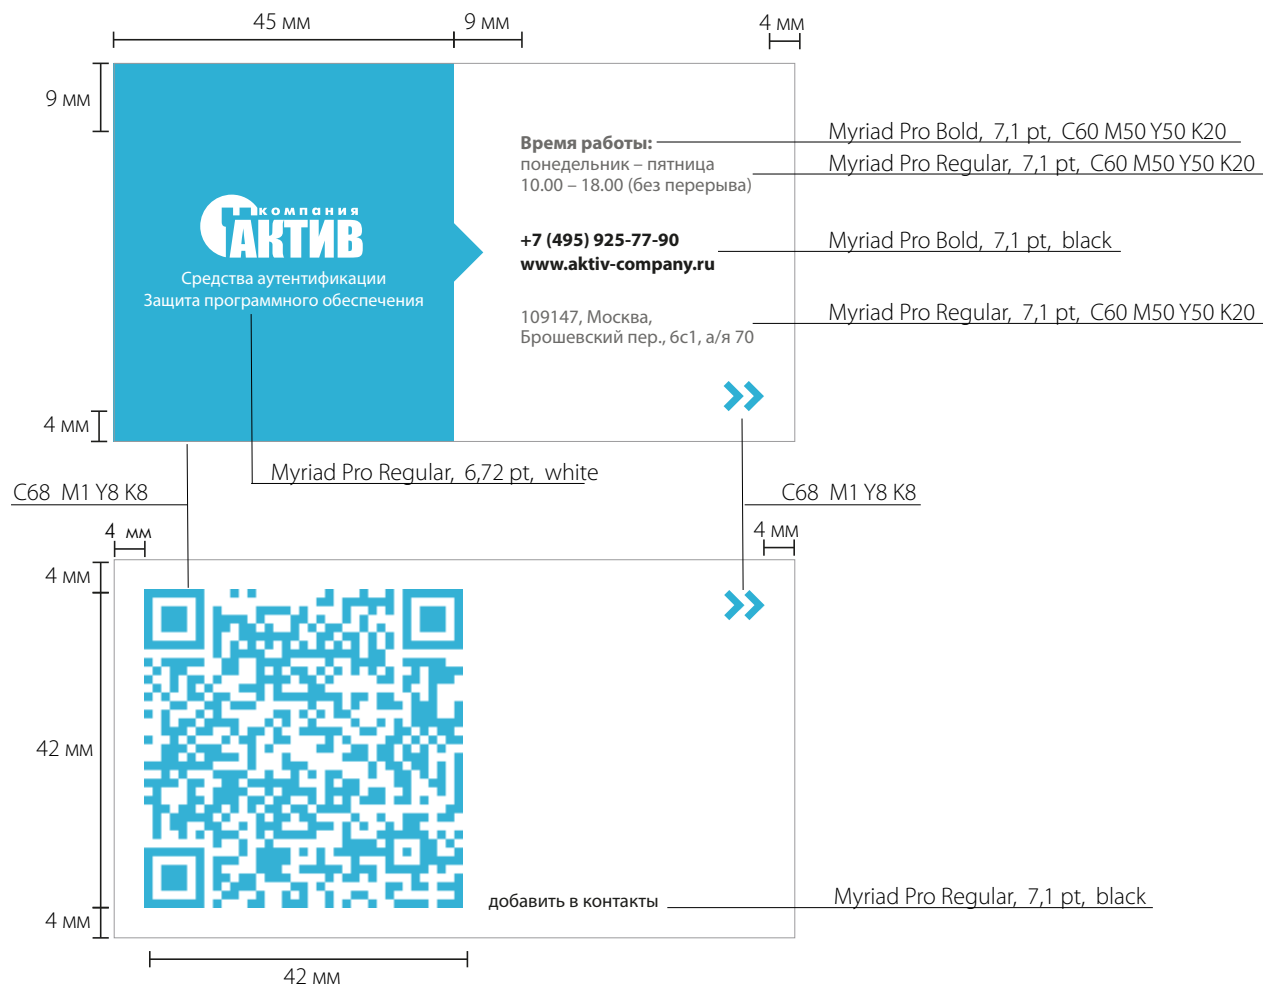 45 мм
9 мм
4 мм
9 мм
Время работы:
понедельник – пятница
10.00 – 18.00 (без перерыва)
Myriad Pro Bold, 7,1 pt, C60 M50 Y50 K20
Myriad Pro Regular, 7,1 pt, C60 M50 Y50 K20
компания
АКТИВ
Средства аутентификации
Защита программного обеспечения
+7 (495) 925-77-90
www.aktiv-company.ru
Myriad Pro Bold, 7,1 pt, black
109147, Москва,
Брошевский пер., 6с1, а/я 70
Myriad Pro Regular, 7,1 pt, C60 M50 Y50 K20
4 мм
Myriad Pro Regular, 6,72 pt, white
C68 M1 Y8 K8
C68 M1 Y8 K8
4 мм
4 мм
4 мм
42 мм
добавить в контакты
Myriad Pro Regular, 7,1 pt, black
4 мм
42 мм